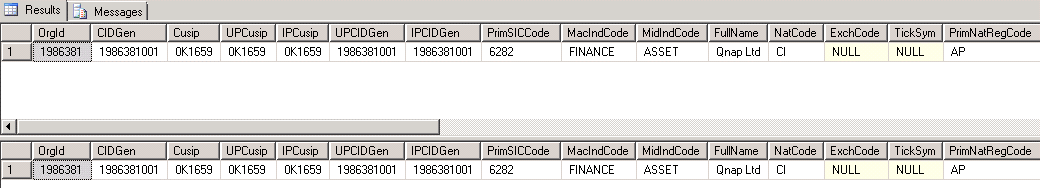 Results Messages
OrgId CIDGen Cusip UPCusip IPCusip UPCIDGen IPCIDGen PrimSICCode MacIndCode MidIndCode FullName NatCode ExchCode TickSym PrimNatRegCode
1 1986381 1986381001 0K1659 0K1659 0K1659 1986381001 1986381001 6282 FINANCE ASSET Qnap Ltd CI NULL NULL AP
OrgId CIDGen Cusip UPCusip IPCusip UPCIDGen IPCIDGen PrimSICCode MacIndCode MidIndCode FullName NatCode ExchCode TickSym PrimNatRegCode
1 1986381 1986381001 0K1659 0K1659 0K1659 1986381001 1986381001 6282 FINANCE ASSET Qnap Ltd CI NULL NULL AP